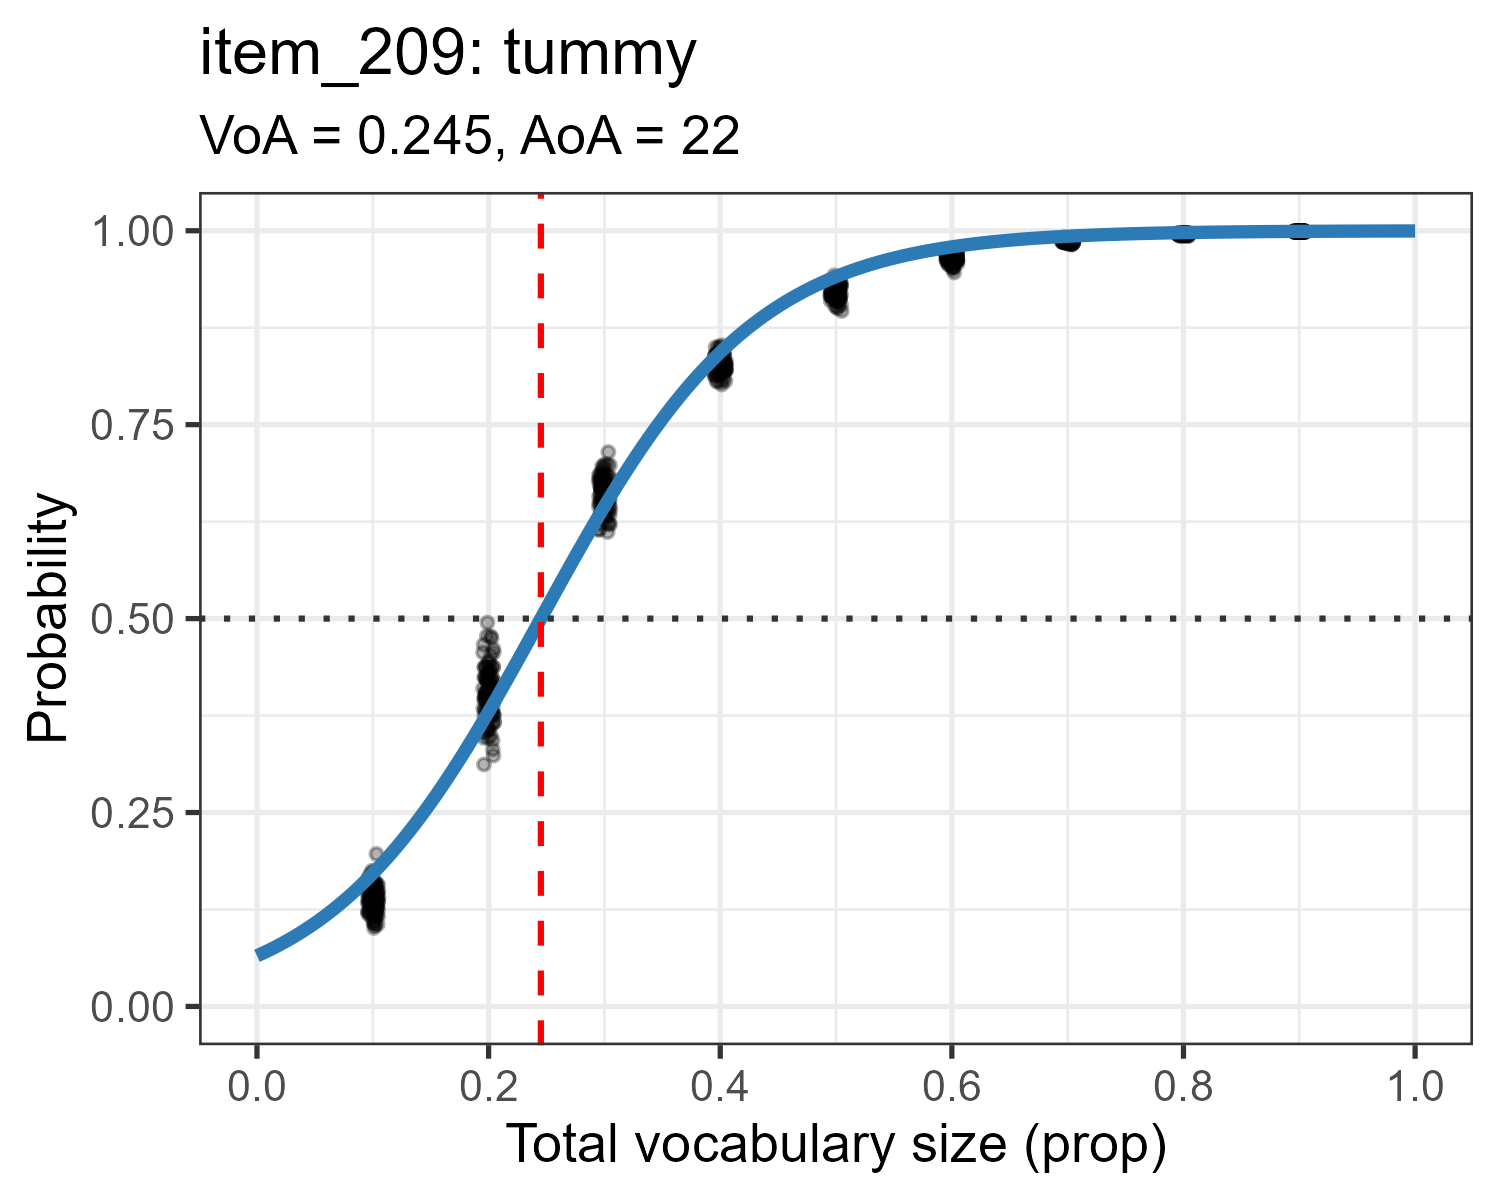 item_209: tummy
VoA = 0.245, AoA = 22
Probability
1.00
0.75
0.50
0.25
0.00
0.0 0.2 0.4 0.6 0.8 1.0
Total vocabulary size (prop)